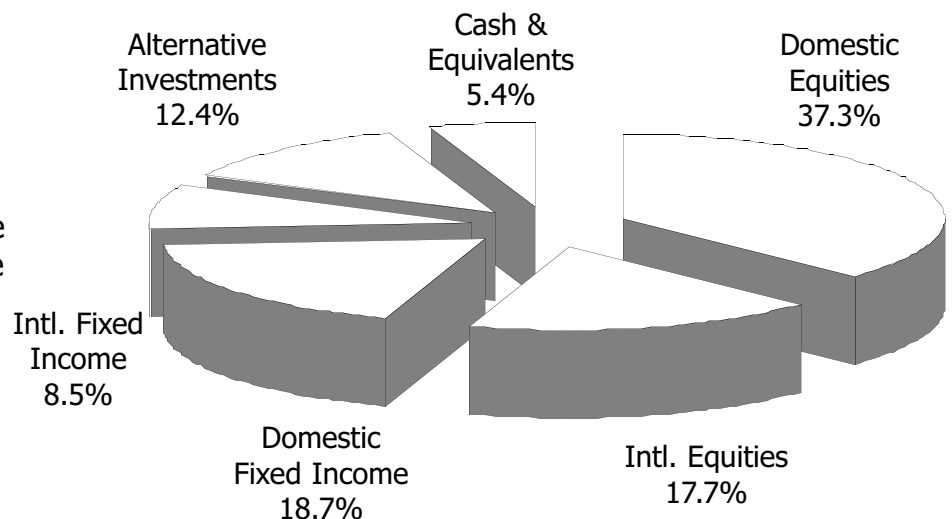 Alternative
Investments
12.4%
Cash &
Equivalents
5.4%
Domestic
Equities
37.3%
Intl. Fixed
Income
8.5%
Domestic
Fixed Income
18.7%
Intl. Equities
17.7%